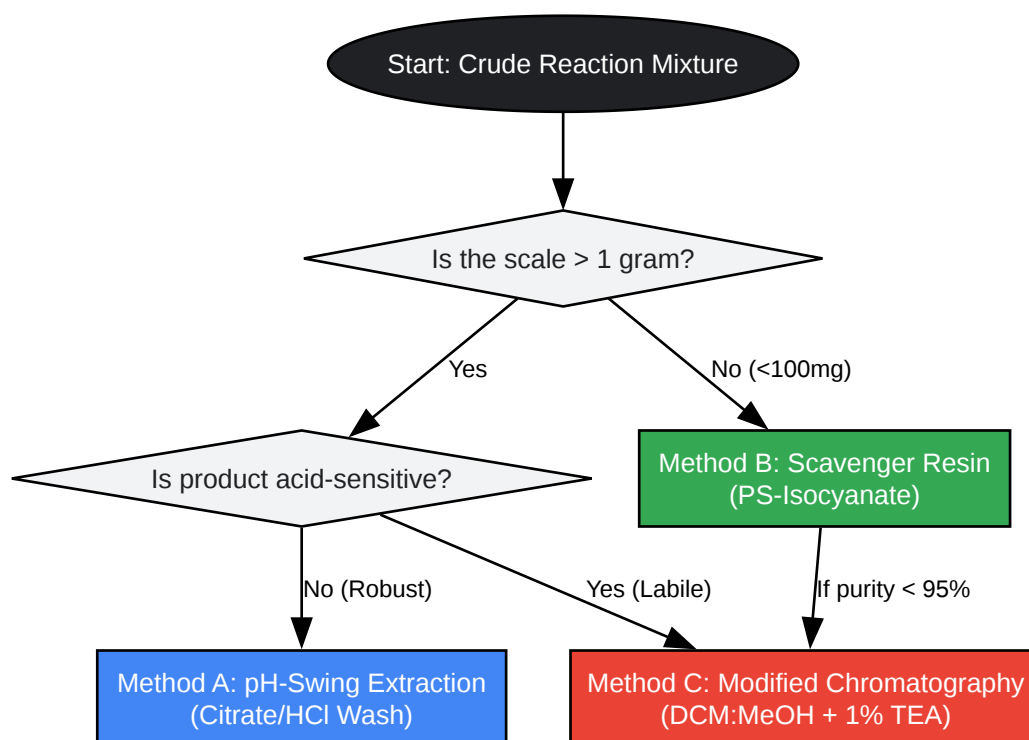 Start: Crude Reaction Mixture
Is the scale > 1 gram?
Yes
No (<100mg)
Is product acid-sensitive?
Method B: Scavenger Resin
(PS-Isocyanate)
No (Robust)
Yes (Labile)
If purity < 95%
Method A: pH-Swing Extraction
(Citrate/HCl Wash)
Method C: Modified Chromatography
(DCM:MeOH + 1% TEA)